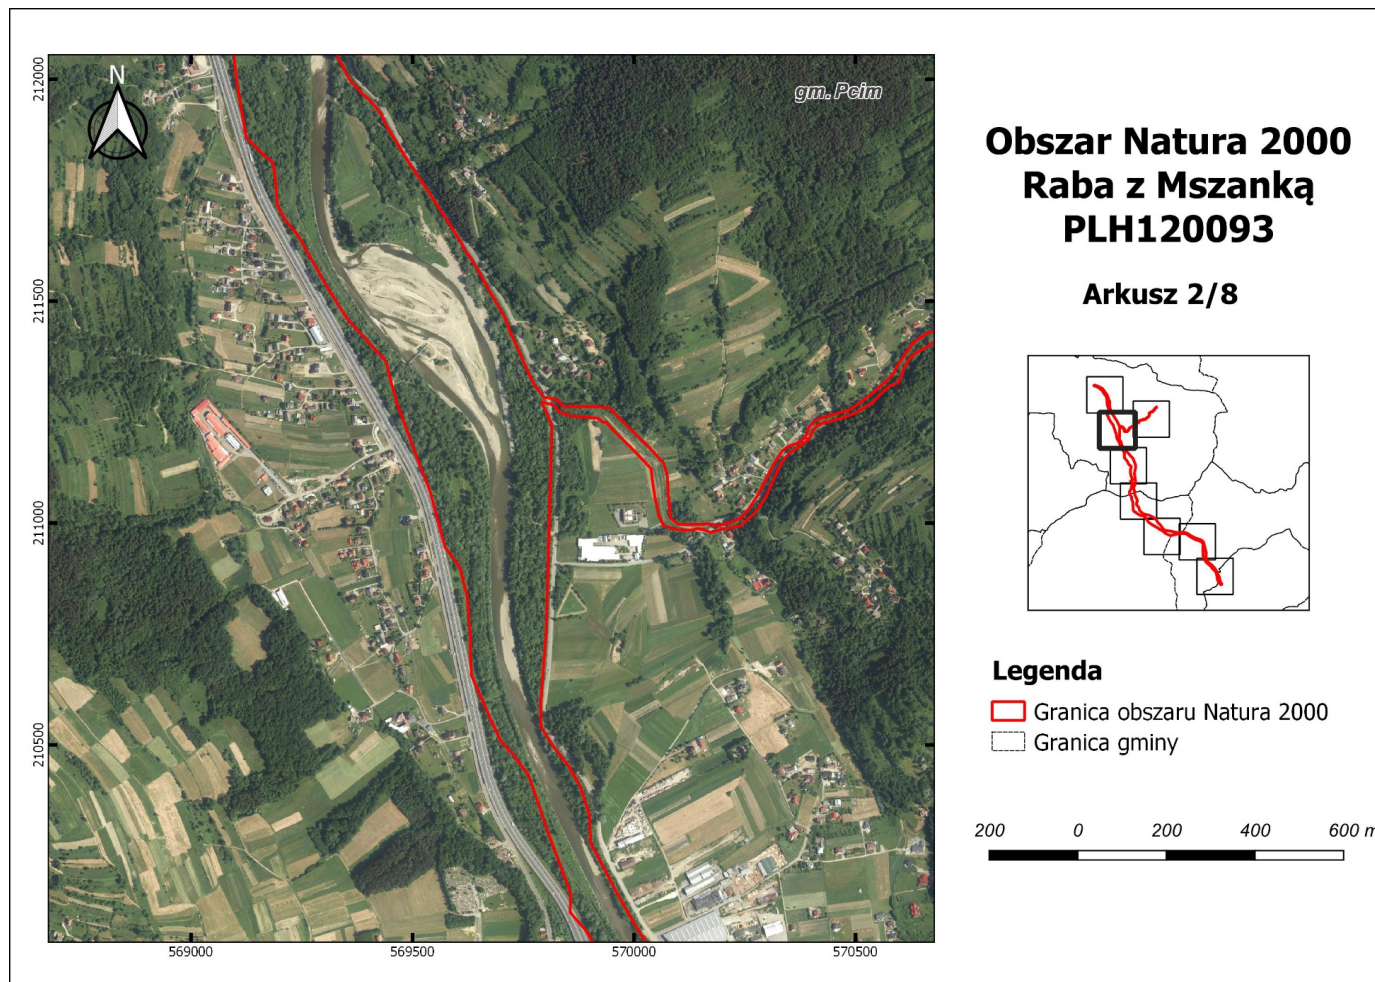 N
gm. Pcim
212000
211500
211000
210500
569000
569500
570000
570500
Obszar Natura 2000
Raba z Mszanką
PLH120093
Arkusz 2/8
Legenda
Granica obszaru Natura 2000
Granica gminy
200 0 200 400 600 m